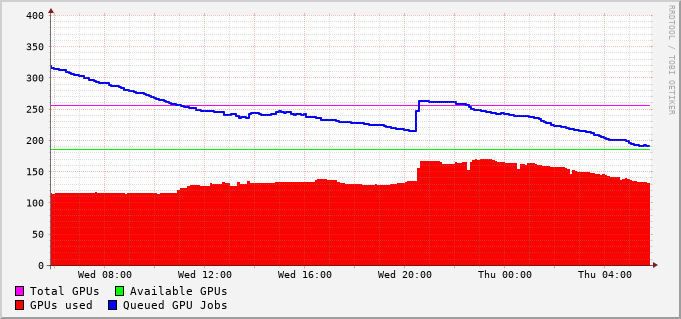 400
350
300
250
200
150
100
50
0
Wed 08:00 Wed 12:00 Wed 16:00 Wed 20:00 Thu 00:00 Thu 04:00
Total GPUs Available GPUs
GPUs used Queued GPU Jobs
RRDTOOL / TOBI OETIKER